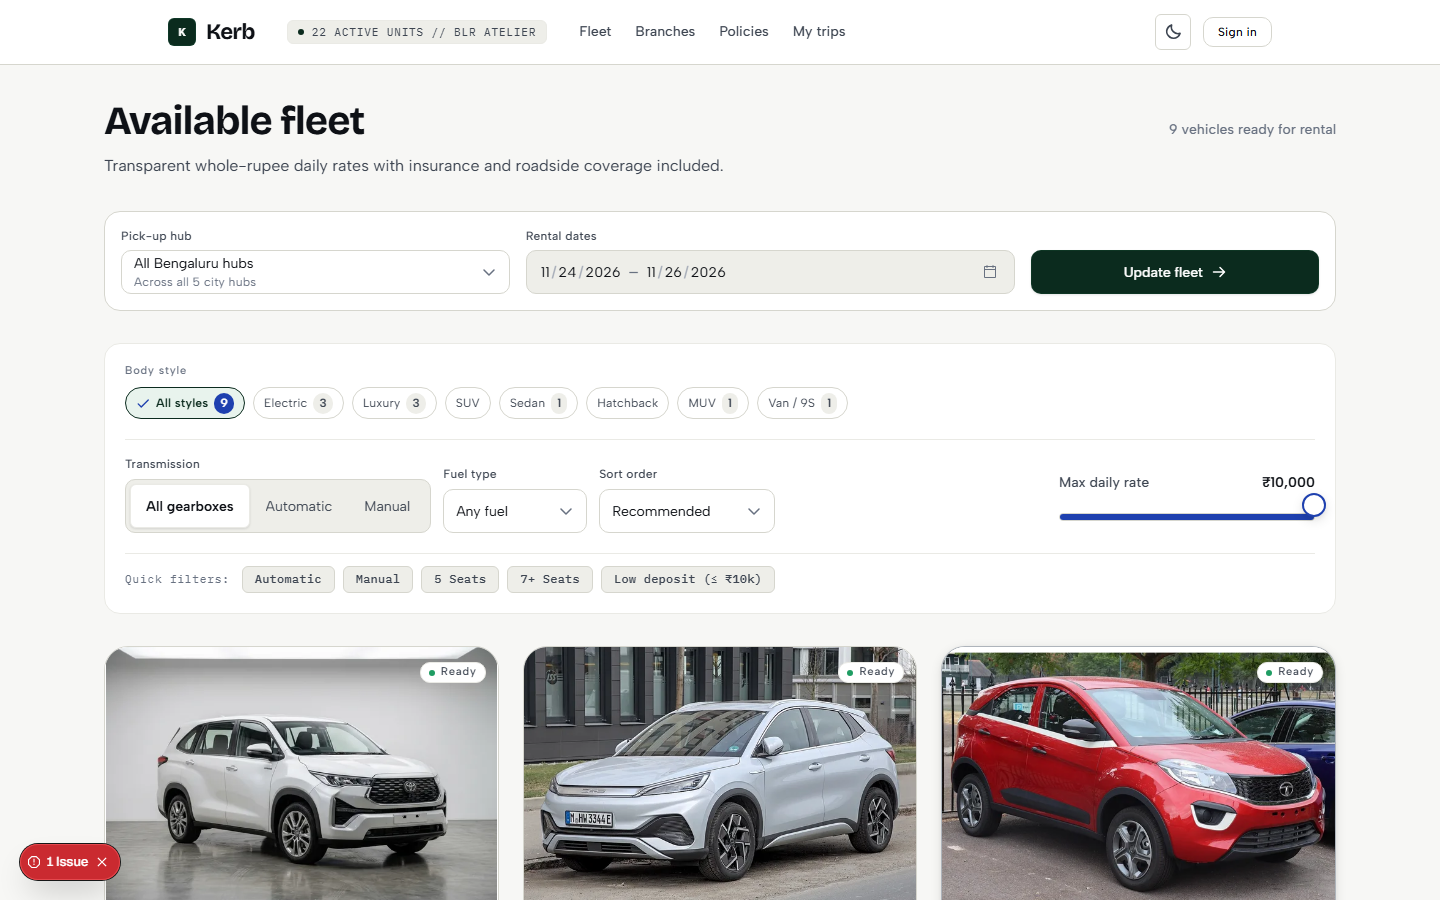 K Kerb
22 ACTIVE UNITS // BLR ATELIER
Fleet Branches Policies My trips
Sign in
Available fleet
9 vehicles ready for rental
Transparent whole-rupee daily rates with insurance and roadside coverage included.
Pick-up hub
All Bengaluru hubs
Across all 5 city hubs
Rental dates
11/24/2026 – 11/26/2026
Update fleet →
Body style
All styles 9
Electric 3
Luxury 3
SUV
Sedan 1
Hatchback
MUV 1
Van / 9S 1
Transmission
All gearboxes Automatic Manual
Fuel type
Any fuel
Sort order
Recommended
Max daily rate ₹10,000
Quick filters: Automatic Manual 5 Seats 7+ Seats Low deposit (≤ ₹10k)
Ready
Ready
Ready
M HW3344E
1 Issue